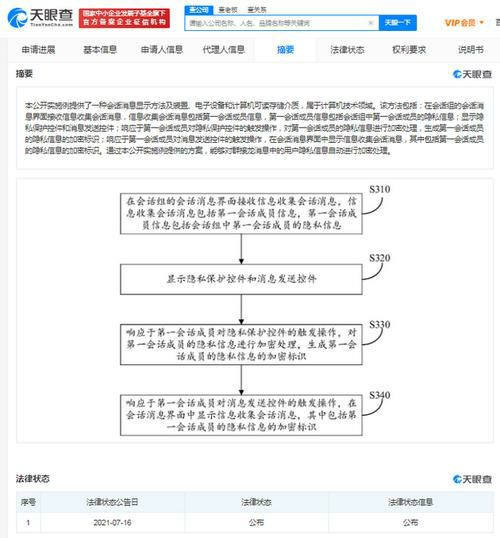 天眼查
TianYanCha.com
国家中小企业发展子基金旗下
官方备案企业征信机构
查公司
查老板
查关系
请输入公司名称、人名、品牌名称等关键词
天眼一下
VIP会员
申请进展
基本信息
申请人信息
代理人信息
摘要
法律状态
权利要求
说明书
摘要
天眼查
本公开实施例提供了一种会话消息显示方法及装置、电子设备和计算机可读存储介质，属于计算机技术领域。该方法包括：在会话组的会话消
息界面接收信息收集会话消息，信息收集会话消息包括第一会话成员信息，第一会话成员信息包括会话组中第一会话成员的隐私信息；显示隐
私保护控件和消息发送控件；响应于第一会话成员对隐私保护控件的触发操作，对第一会话成员的隐私信息进行加密处理，生成第一会话成员
的隐私信息的加密标识；响应于第一会话成员对消息发送控件的触发操作，在会话消息界面中显示信息收集会话消息，其中包括第一会话成员
的隐私信息的加密标识。通过本公开实施例提供的方案，能够对群接龙消息中的用户隐私信息自动进行加密处理。
S310
在会话组的会话消息界面接收信息收集会话消息，信
息收集会话消息包括第一会话成员信息，第一会话成
员信息包括会话组中第一会话成员的隐私信息
S320
显示隐私保护控件和消息发送控件
S330
响应于第一会话成员对隐私保护控件的触发操作，对
第一会话成员的隐私信息进行加密处理，生成第一会
话成员的隐私信息的加密标识
S340
响应于第一会话成员对消息发送控件的触发操作，在
会话消息界面中显示信息收集会话消息，其中包括第
一会话成员的隐私信息的加密标识
法律状态
天眼查
序号 法律状态公告日 法律状态 法律状态信息
1 2021-07-16 公布 公布